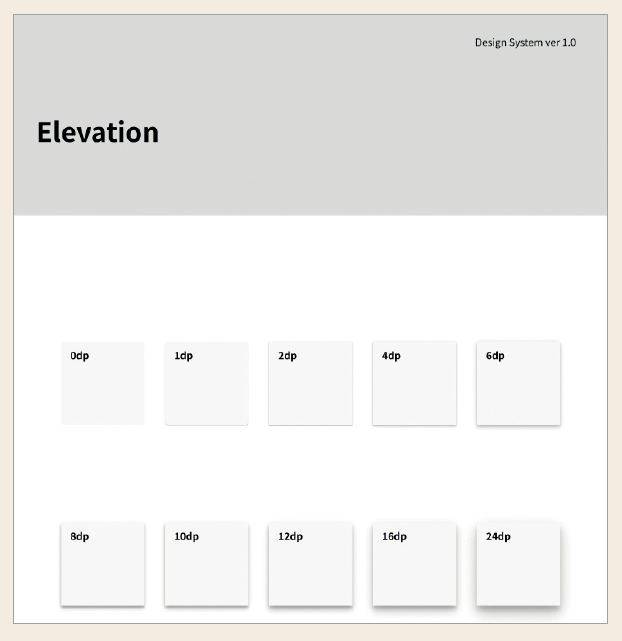 Design System ver 1.0
Elevation
0dp
1dp
2dp
4dp
6dp
8dp
10dp
12dp
16dp
24dp